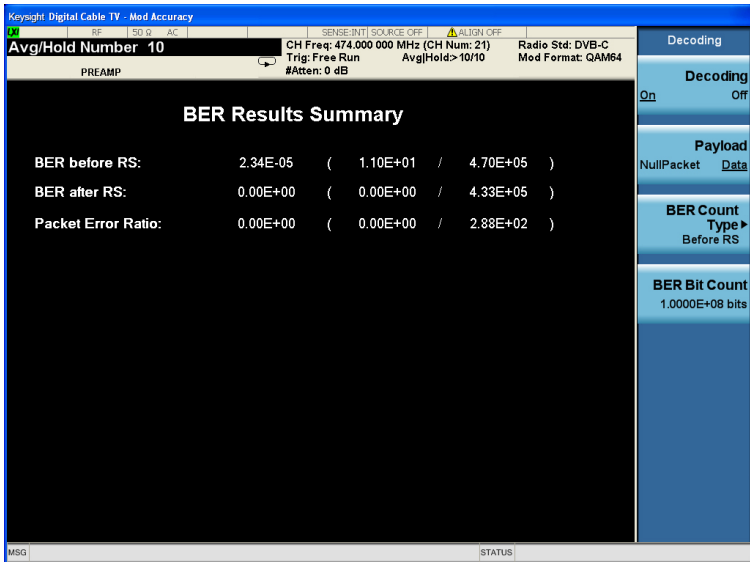 Keysight Digital Cable TV - Mod Accuracy
LXI RF 50 Ω AC SENSE:INT SOURCE OFF ALIGN OFF
Avg/Hold Number 10
PREAMP
CH Freq: 474.000 000 MHz (CH Num: 21) Radio Std: DVB-C
Trig: Free Run Avg|Hold:> 10/10 Mod Format: QAM64
#Atten: 0 dB
BER Results Summary
BER before RS: 2.34E-05 ( 1.10E+01 / 4.70E+05 )
BER after RS: 0.00E+00 ( 0.00E+00 / 4.33E+05 )
Packet Error Ratio: 0.00E+00 ( 0.00E+00 / 2.88E+02 )
Decoding
Decoding
On Off
Payload
NullPacket Data
BER Count
Type
Before RS
BER Bit Count
1.0000E+08 bits
MSG STATUS